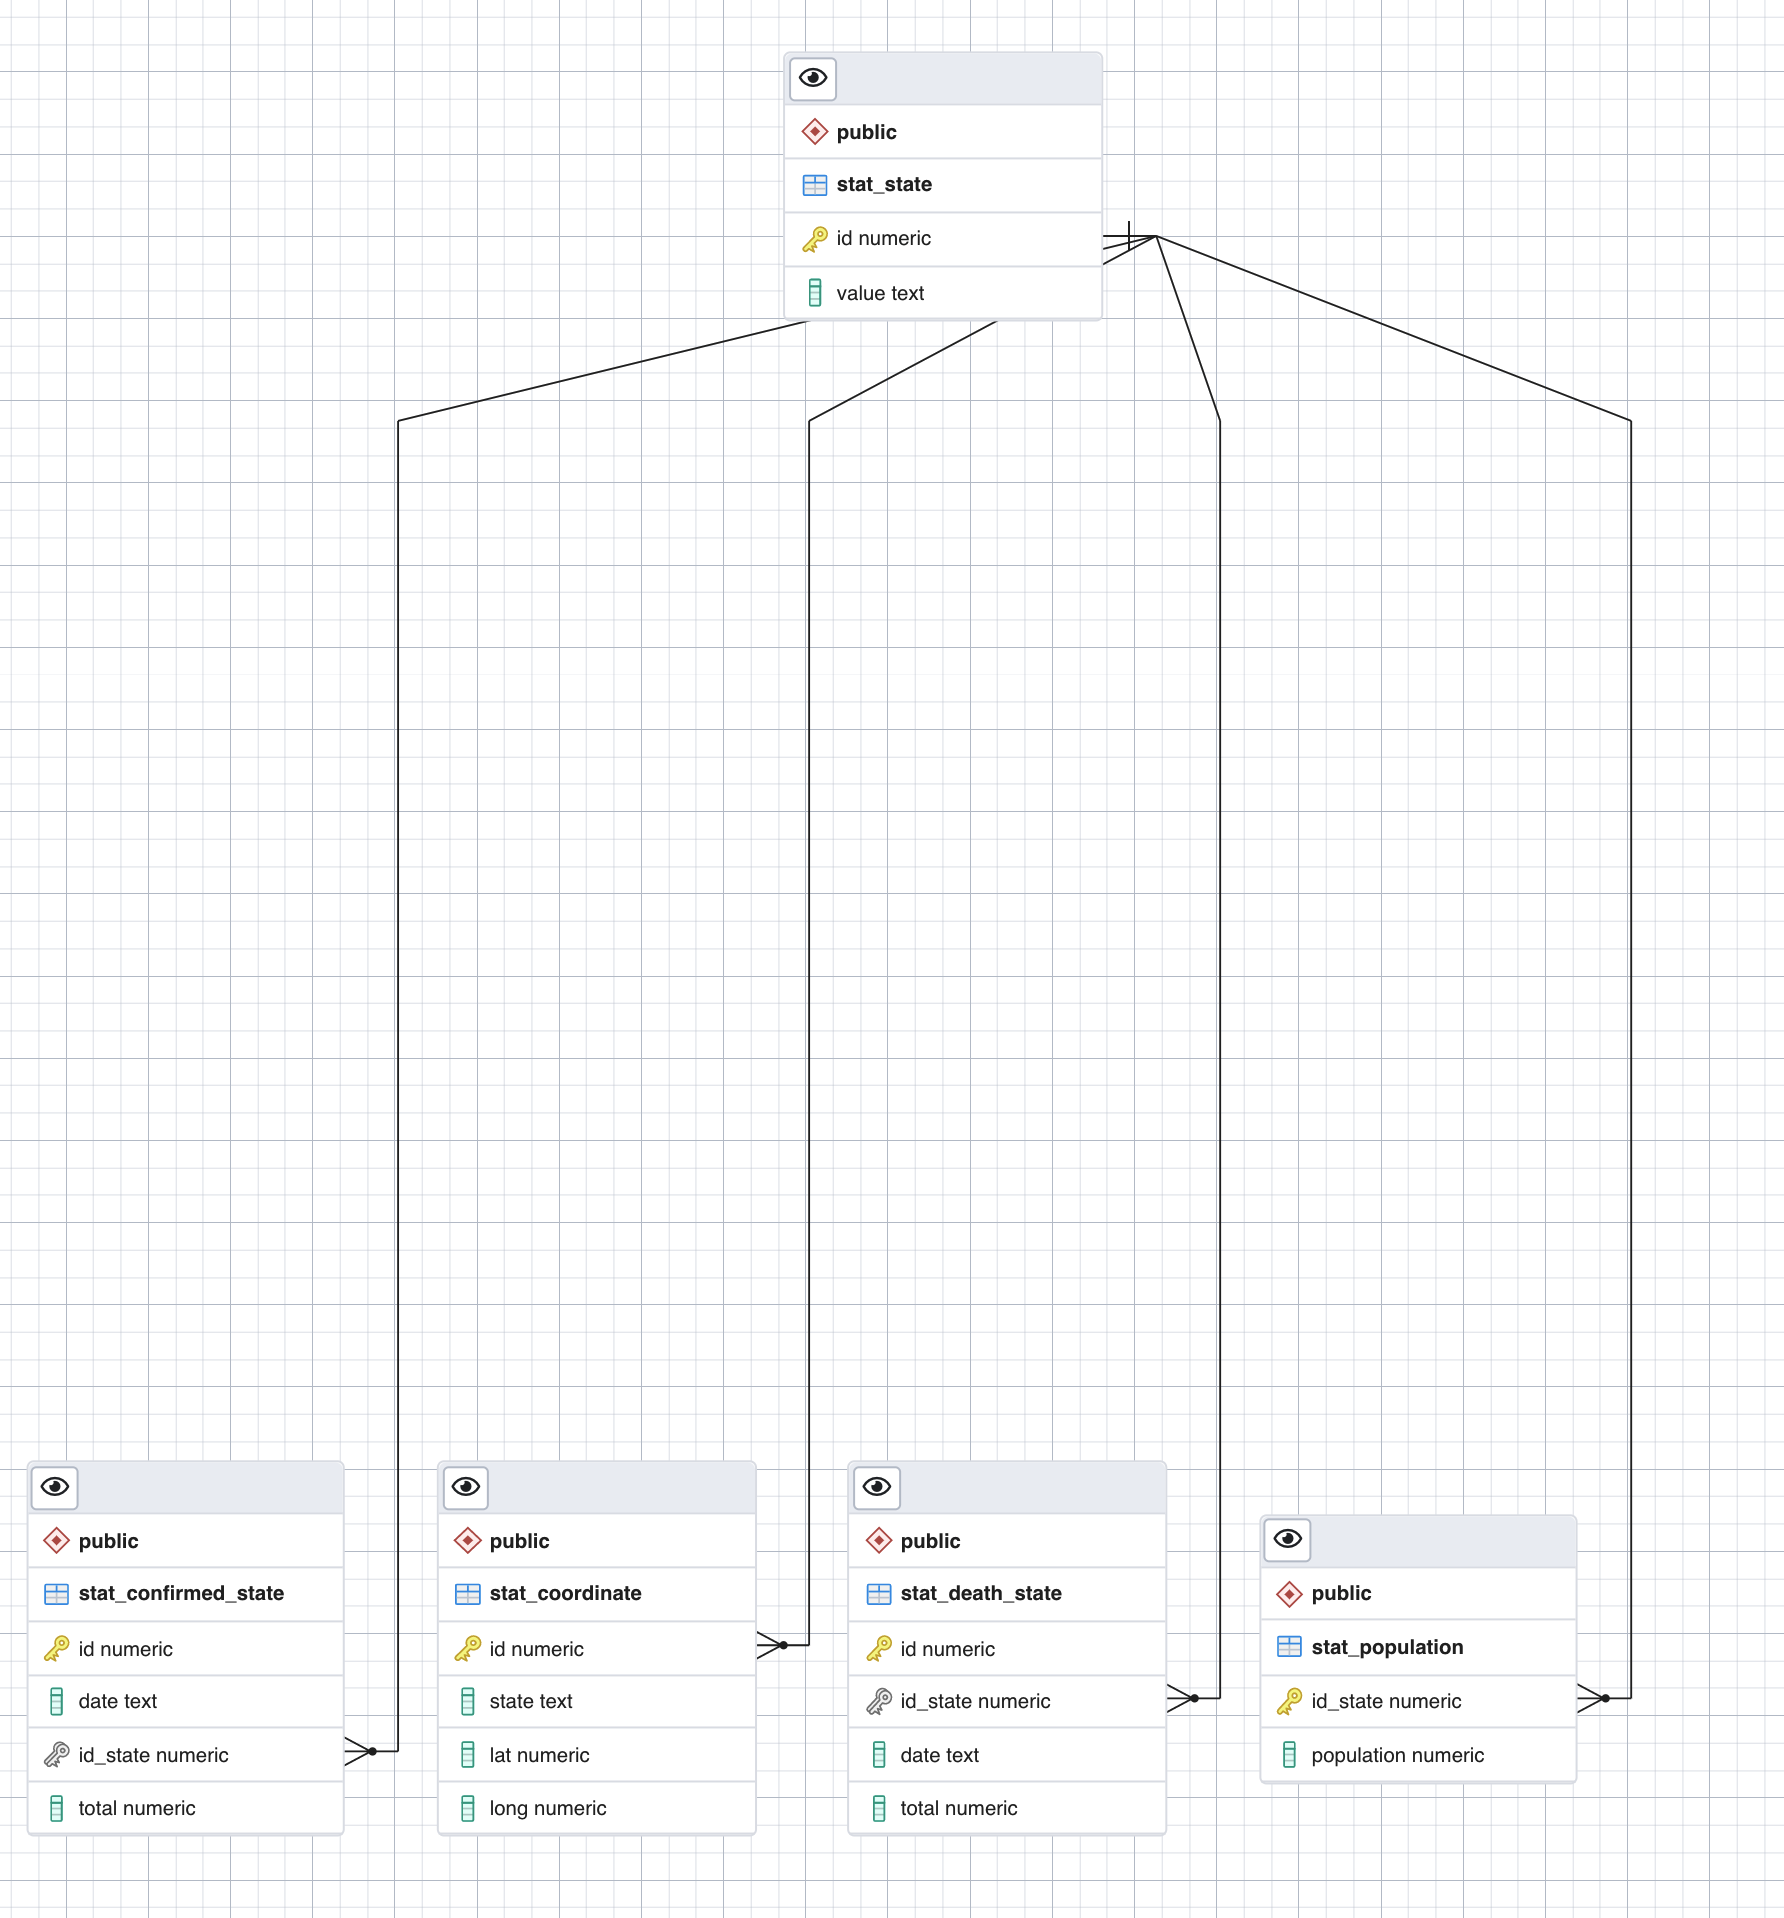 public
stat_state
id numeric
value text
public
stat_confirmed_state
id numeric
date text
id_state numeric
total numeric
public
stat_coordinate
id numeric
state text
lat numeric
long numeric
public
stat_death_state
id numeric
id_state numeric
date text
total numeric
public
stat_population
id_state numeric
population numeric